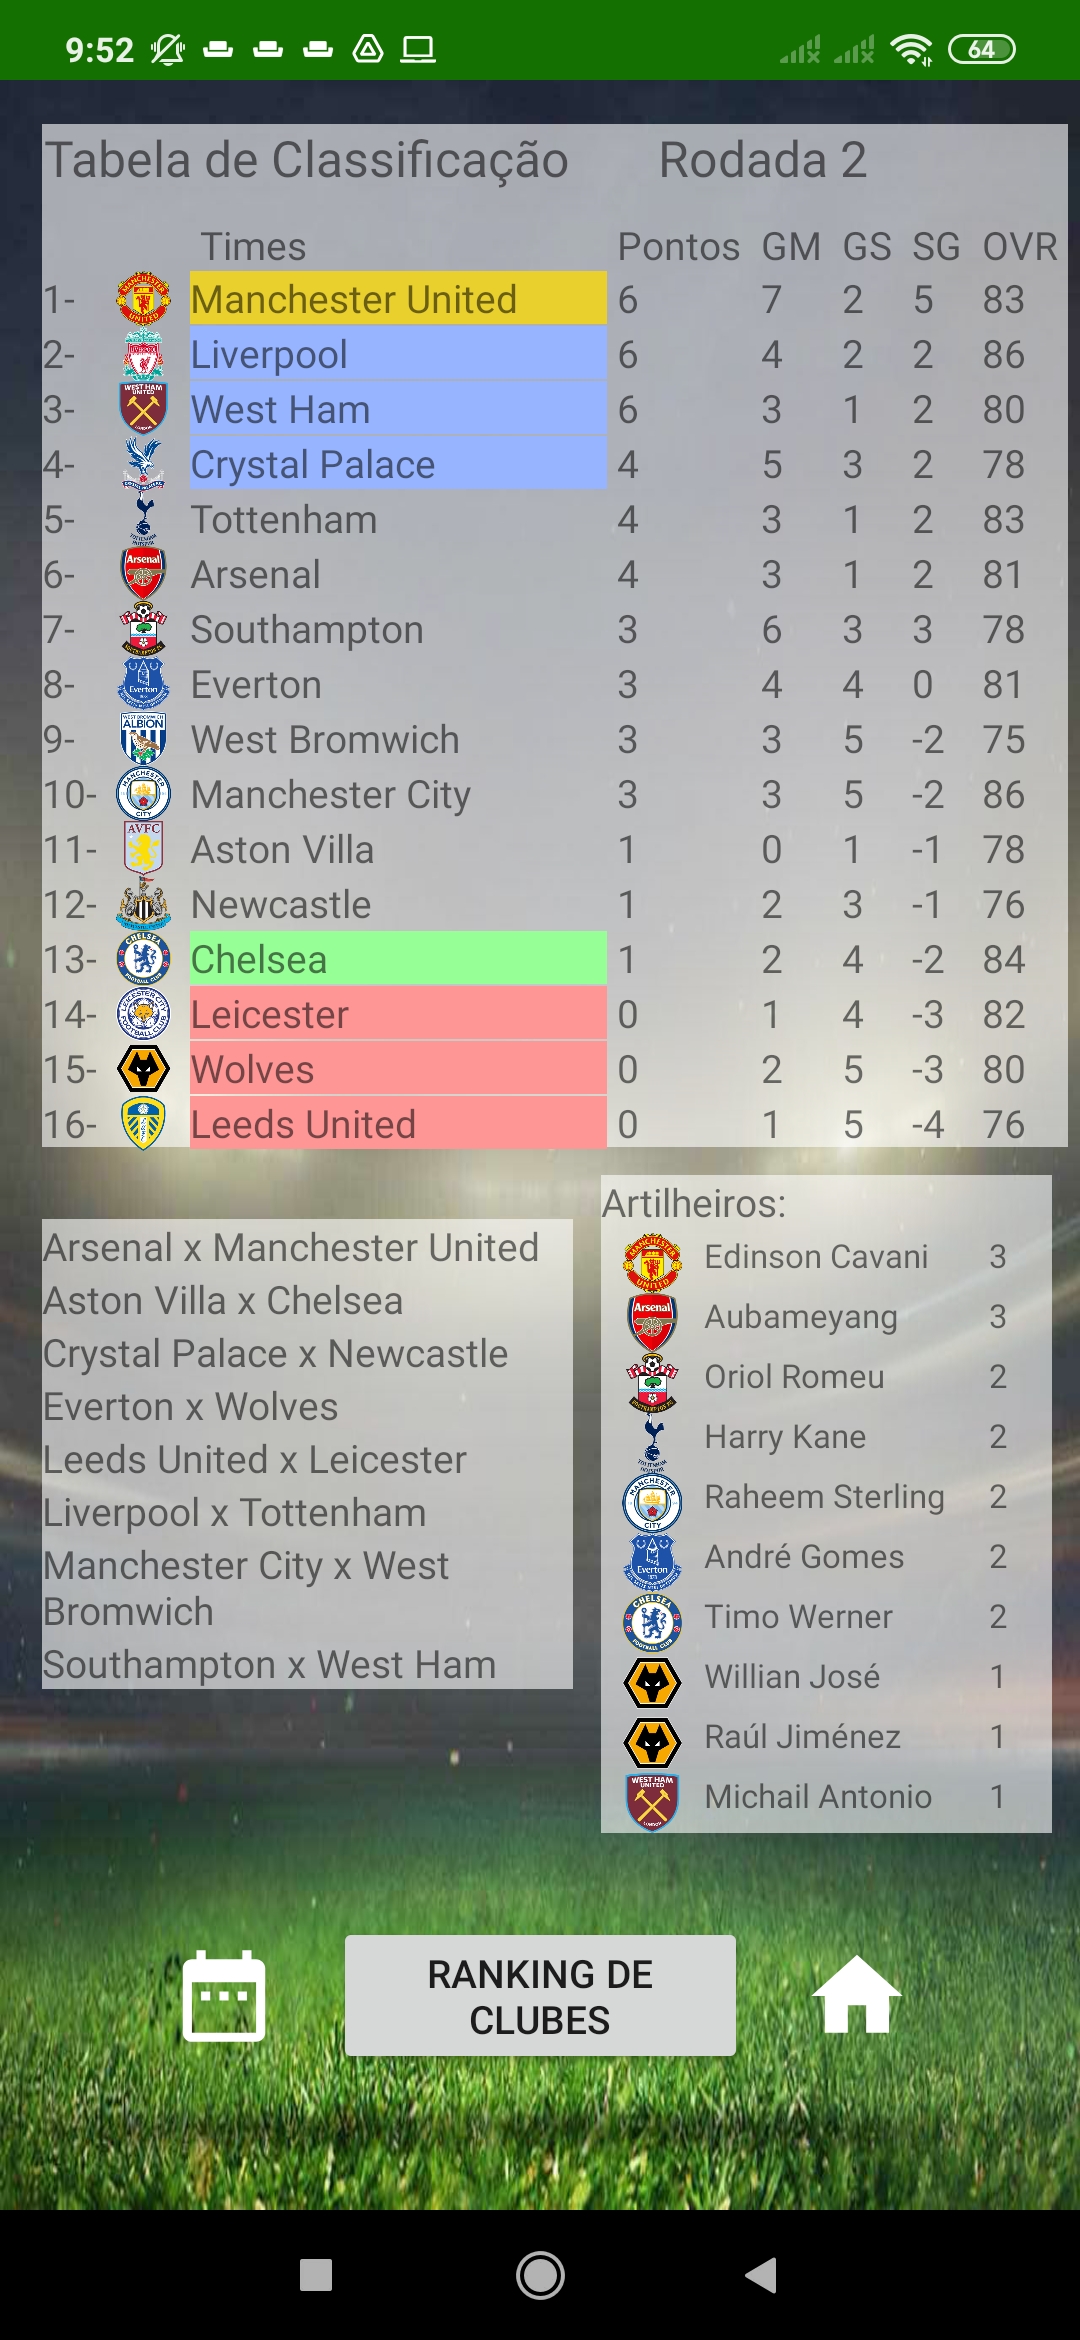 9:52 64
Tabela de Classificação Rodada 2
Times Pontos GM GS SG OVR
1- Manchester United 6 7 2 5 83
2- Liverpool 6 4 2 2 86
3- West Ham 6 3 1 2 80
4- Crystal Palace 4 5 3 2 78
5- Tottenham 4 3 1 2 83
6- Arsenal 4 3 1 2 81
7- Southampton 3 6 3 3 78
8- Everton 3 4 4 0 81
9- West Bromwich 3 3 5 -2 75
10- Manchester City 3 3 5 -2 86
11- Aston Villa 1 0 1 -1 78
12- Newcastle 1 2 3 -1 76
13- Chelsea 1 2 4 -2 84
14- Leicester 0 1 4 -3 82
15- Wolves 0 2 5 -3 80
16- Leeds United 0 1 5 -4 76
Arsenal x Manchester United
Aston Villa x Chelsea
Crystal Palace x Newcastle
Everton x Wolves
Leeds United x Leicester
Liverpool x Tottenham
Manchester City x West
Bromwich
Southampton x West Ham
Artilheiros:
Edinson Cavani 3
Aubameyang 3
Oriol Romeu 2
Harry Kane 2
Raheem Sterling 2
André Gomes 2
Timo Werner 2
Willian José 1
Raúl Jiménez 1
Michail Antonio 1
RANKING DE
CLUBES